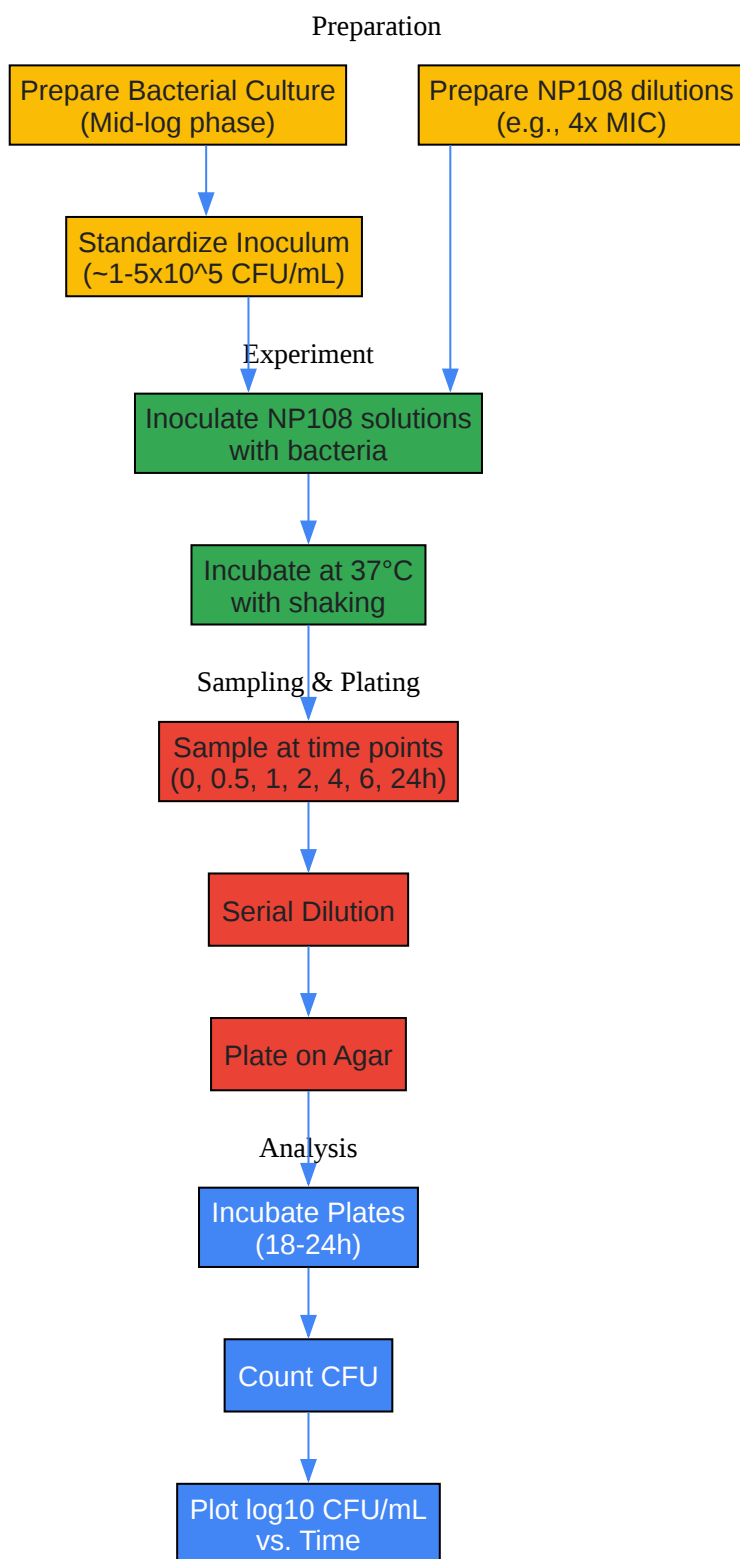 Preparation
Prepare Bacterial Culture
(Mid-log phase)
Prepare NP108 dilutions
(e.g., 4x MIC)
Standardize Inoculum
(~1-5x10^5 CFU/mL)
Experiment
Inoculate NP108 solutions
with bacteria
Incubate at 37°C
with shaking
Sampling & Plating
Sample at time points
(0, 0.5, 1, 2, 4, 6, 24h)
Serial Dilution
Plate on Agar
Analysis
Incubate Plates
(18-24h)
Count CFU
Plot log10 CFU/mL
vs. Time